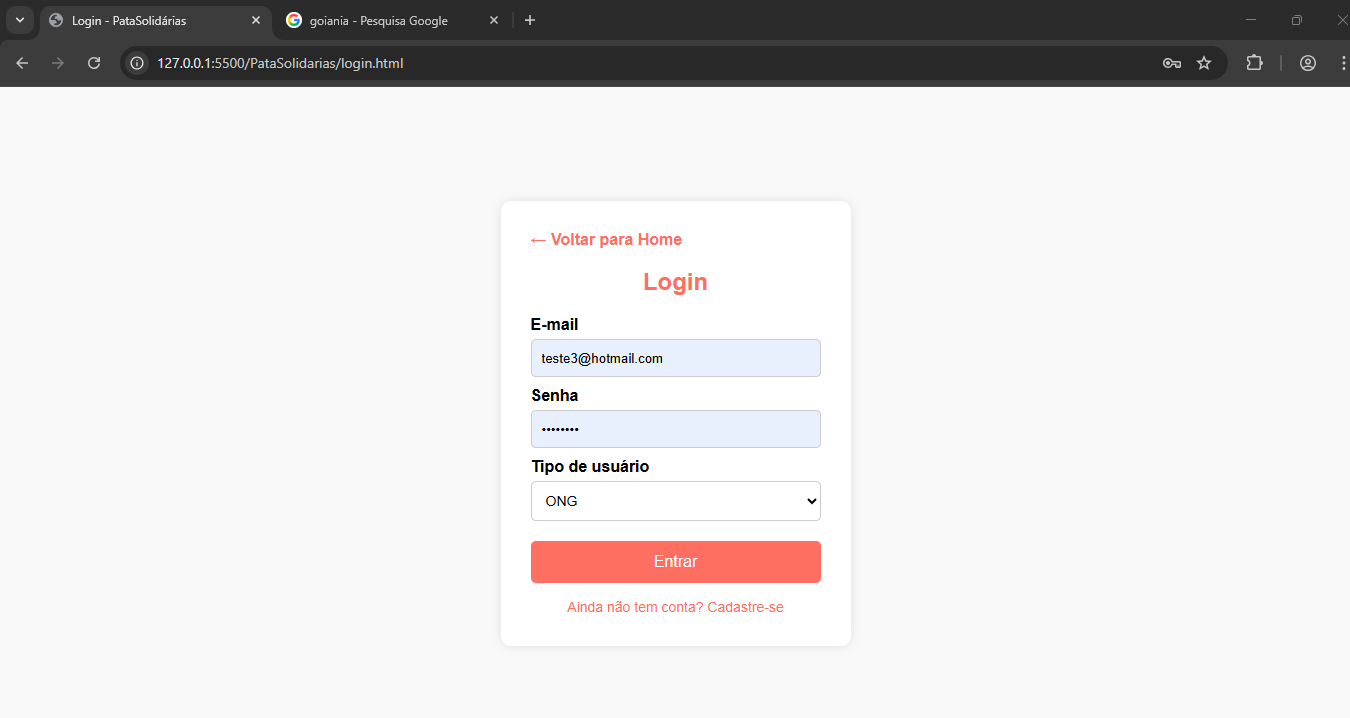 Login - PataSolidárias
goiania - Pesquisa Google
127.0.0.1:5500/PataSolidarias/login.html
← Voltar para Home
Login
E-mail
teste3@hotmail.com
Senha
••••••••
Tipo de usuário
ONG
Entrar
Ainda não tem conta? Cadastre-se